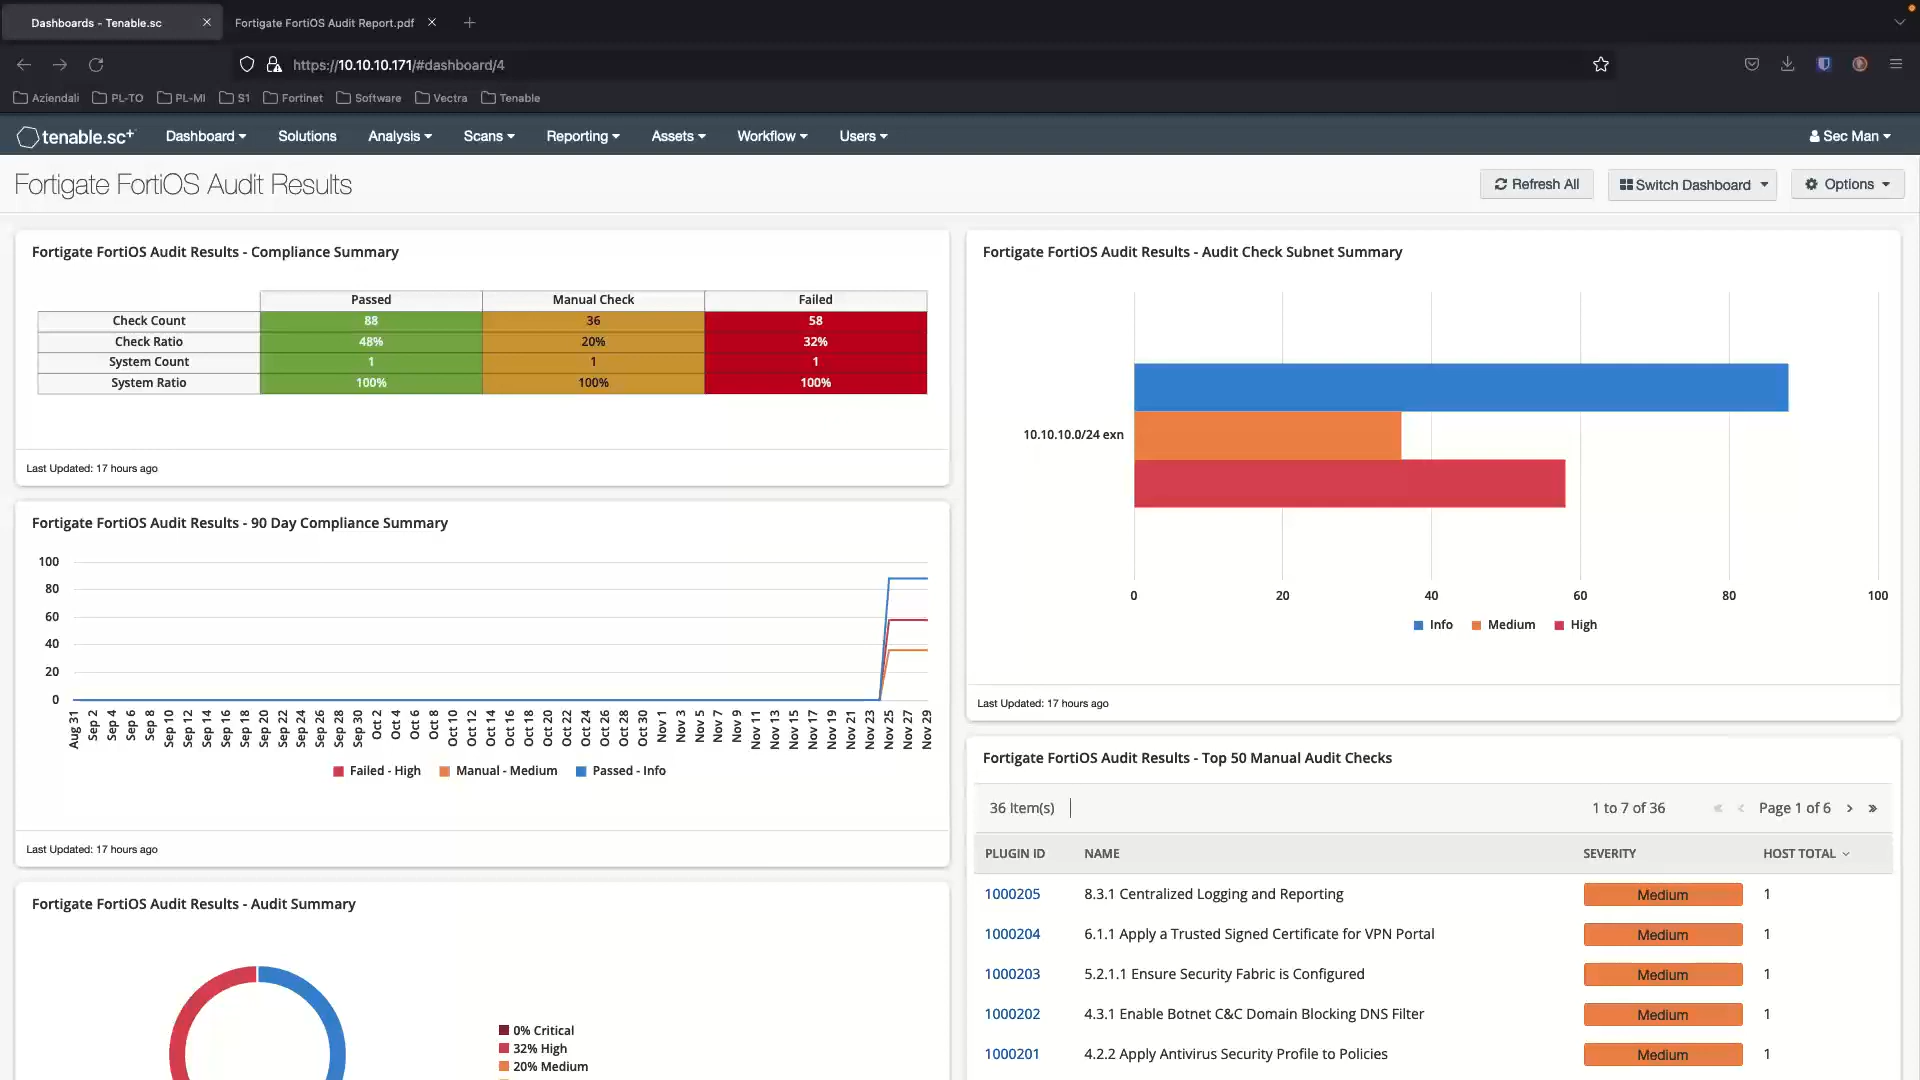 Dashboards - Tenable.sc
Fortigate FortiOS Audit Report.pdf
https://10.10.10.171/#dashboard/4
Aziendali PL-TO PL-MI S1 Fortinet Software Vectra Tenable
tenable.sc+ Dashboard Solutions Analysis Scans Reporting Assets Workflow Users Sec Man
Fortigate FortiOS Audit Results
Refresh All Switch Dashboard Options
Fortigate FortiOS Audit Results - Compliance Summary
Passed Manual Check Failed
Check Count 88 36 58
Check Ratio 48% 20% 32%
System Count 1 1 1
System Ratio 100% 100% 100%
Last Updated: 17 hours ago
Fortigate FortiOS Audit Results - 90 Day Compliance Summary
100
80
60
40
20
0
Aug 31 Sep 2 Sep 4 Sep 6 Sep 8 Sep 10 Sep 12 Sep 14 Sep 16 Sep 18 Sep 20 Sep 22 Sep 24 Sep 26 Sep 28 Sep 30 Oct 2 Oct 4 Oct 6 Oct 8 Oct 10 Oct 12 Oct 14 Oct 16 Oct 18 Oct 20 Oct 22 Oct 24 Oct 26 Oct 28 Oct 30 Nov 1 Nov 3 Nov 5 Nov 7 Nov 9 Nov 11 Nov 13 Nov 15 Nov 17 Nov 19 Nov 21 Nov 23 Nov 25 Nov 27 Nov 29
Failed - High Manual - Medium Passed - Info
Last Updated: 17 hours ago
Fortigate FortiOS Audit Results - Audit Summary
0% Critical
32% High
20% Medium
Fortigate FortiOS Audit Results - Audit Check Subnet Summary
10.10.10.0/24 exn
0 20 40 60 80 100
Info Medium High
Last Updated: 17 hours ago
Fortigate FortiOS Audit Results - Top 50 Manual Audit Checks
36 Item(s) 1 to 7 of 36 « ‹ Page 1 of 6 › »
PLUGIN ID NAME SEVERITY HOST TOTAL
1000205 8.3.1 Centralized Logging and Reporting Medium 1
1000204 6.1.1 Apply a Trusted Signed Certificate for VPN Portal Medium 1
1000203 5.2.1.1 Ensure Security Fabric is Configured Medium 1
1000202 4.3.1 Enable Botnet C&C Domain Blocking DNS Filter Medium 1
1000201 4.2.2 Apply Antivirus Security Profile to Policies Medium 1